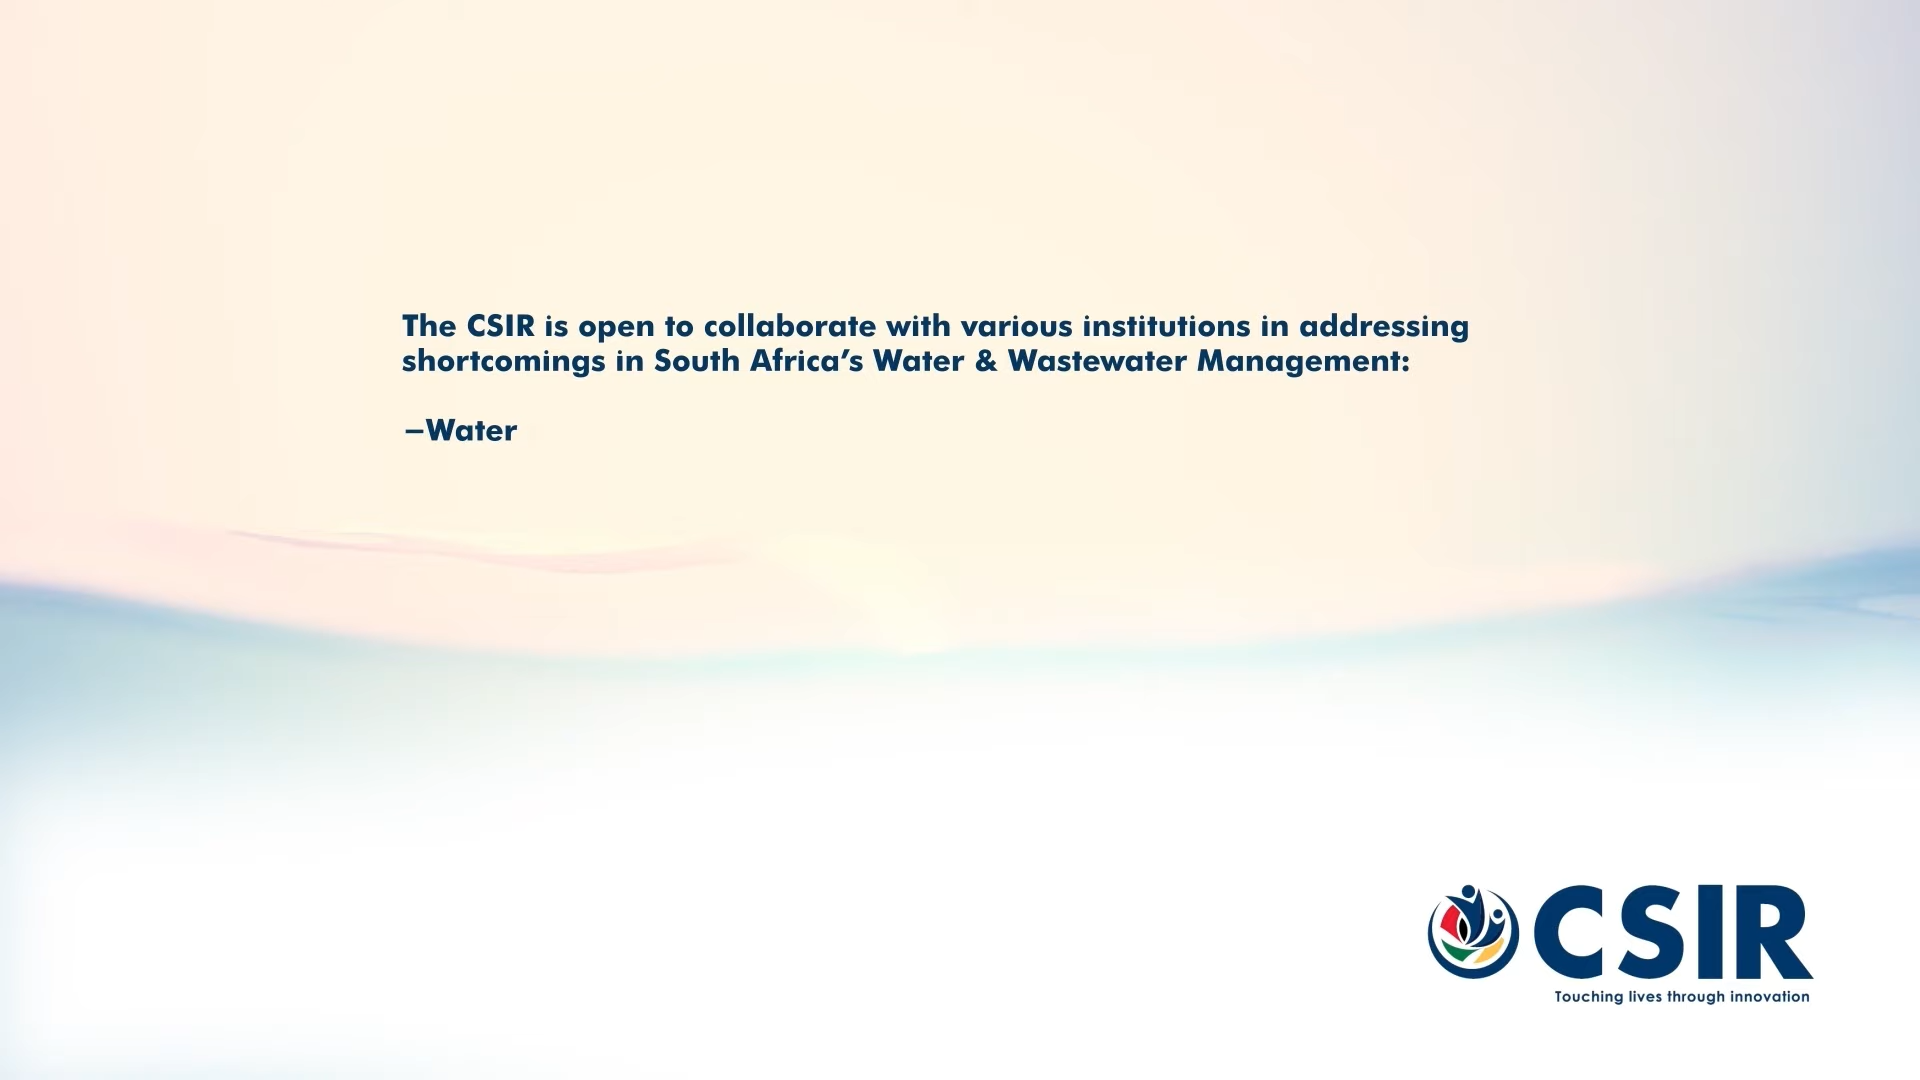 The CSIR is open to collaborate with various institutions in addressing
shortcomings in South Africa’s Water & Wastewater Management:
–Water
CSIR
Touching lives through innovation